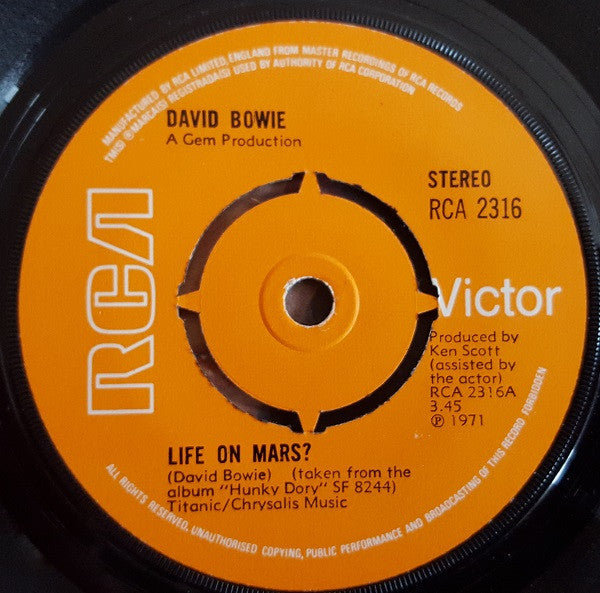 MANUFACTURED BY RCA LIMITED, ENGLAND FROM MASTER RECORDINGS OF RCA RECORDS
TM(S) ® MARCA(S) REGISTRADA(S) USED BY AUTHORITY OF RCA CORPORATION
DAVID BOWIE
A Gem Production
STEREO
RCA 2316
RCA
Victor
Produced by
Ken Scott
(assisted by
the actor)
RCA 2316A
3.45
℗ 1971
LIFE ON MARS?
(David Bowie) (taken from the
album "Hunky Dory" SF 8244)
Titanic/Chrysalis Music
ALL RIGHTS RESERVED, UNAUTHORISED COPYING, PUBLIC PERFORMANCE AND BROADCASTING OF THIS RECORD FORBIDDEN